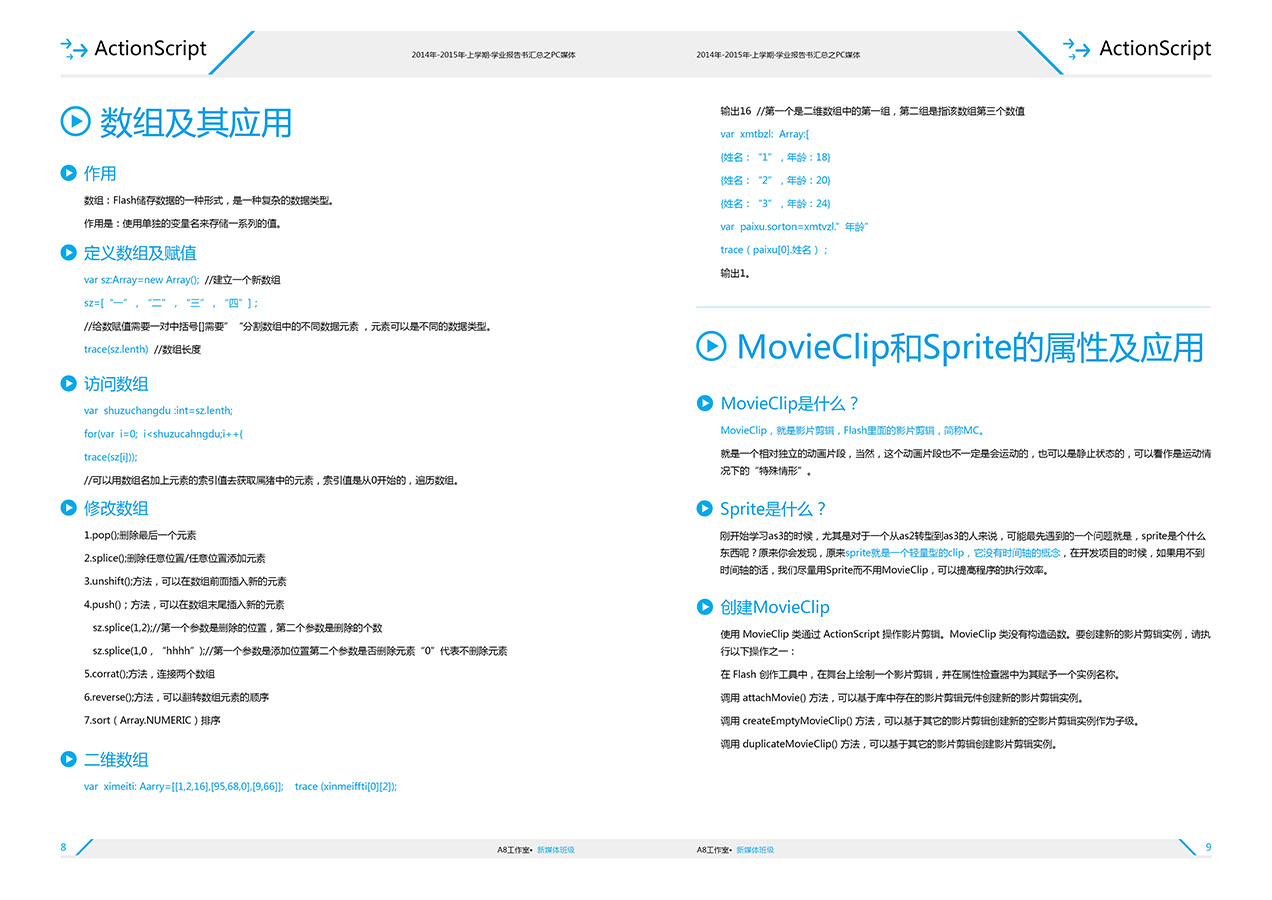 ActionScript
2014年-2015年·上学期·学业报告书汇总之PC媒体
数组及其应用
作用
数组：Flash储存数据的一种形式，是一种复杂的数据类型。
作用是：使用单独的变量名来存储一系列的值。
定义数组及赋值
var sz:Array=new Array(); //建立一个新数组
sz=[“一”，“二”，“三”，“四”]；
//给数赋值需要一对中括号[]需要”“分割数组中的不同数据元素 ，元素可以是不同的数据类型。
trace(sz.lenth) //数组长度
访问数组
var shuzuchangdu :int=sz.lenth;
for(var i=0; i<shuzucahngdu;i++{
trace(sz[i]));
//可以用数组名加上元素的索引值去获取属猪中的元素，索引值是从0开始的，遍历数组。
修改数组
1.pop();删除最后一个元素
2.splice();删除任意位置/任意位置添加元素
3.unshift();方法，可以在数组前面插入新的元素
4.push()；方法，可以在数组末尾插入新的元素
sz.splice(1,2);//第一个参数是删除的位置，第二个参数是删除的个数
sz.splice(1,0，“hhhh”);//第一个参数是添加位置第二个参数是否删除元素“0”代表不删除元素
5.corrat();方法，连接两个数组
6.reverse();方法，可以翻转数组元素的顺序
7.sort（Array.NUMERIC）排序
二维数组
var ximeiti: Aarry=[[1,2,16],[95,68,0],[9,66]]; trace (xinmeiffti[0][2]);
8
A8工作室• 新媒体班级
2014年-2015年·上学期·学业报告书汇总之PC媒体
ActionScript
输出16 //第一个是二维数组中的第一组，第二组是指该数组第三个数值
var xmtbzl: Array:[
{姓名：“1”，年龄：18}
{姓名：“2”，年龄：20}
{姓名：“3”，年龄：24}
var paixu.sorton=xmtvzl.”年龄”
trace（paixu[0].姓名）；
输出1。
MovieClip和Sprite的属性及应用
MovieClip是什么？
MovieClip，就是影片剪辑，Flash里面的影片剪辑，简称MC。
就是一个相对独立的动画片段，当然，这个动画片段也不一定是会运动的，也可以是静止状态的，可以看作是运动情
况下的“特殊情形”。
Sprite是什么？
刚开始学习as3的时候，尤其是对于一个从as2转型到as3的人来说，可能最先遇到的一个问题就是，sprite是个什么
东西呢？原来你会发现，原来sprite就是一个轻量型的clip，它没有时间轴的概念，在开发项目的时候，如果用不到
时间轴的话，我们尽量用Sprite而不用MovieClip，可以提高程序的执行效率。
创建MovieClip
使用 MovieClip 类通过 ActionScript 操作影片剪辑。MovieClip 类没有构造函数。要创建新的影片剪辑实例，请执
行以下操作之一：
在 Flash 创作工具中，在舞台上绘制一个影片剪辑，并在属性检查器中为其赋予一个实例名称。
调用 attachMovie() 方法，可以基于库中存在的影片剪辑元件创建新的影片剪辑实例。
调用 createEmptyMovieClip() 方法，可以基于其它的影片剪辑创建新的空影片剪辑实例作为子级。
调用 duplicateMovieClip() 方法，可以基于其它的影片剪辑创建影片剪辑实例。
A8工作室• 新媒体班级
9